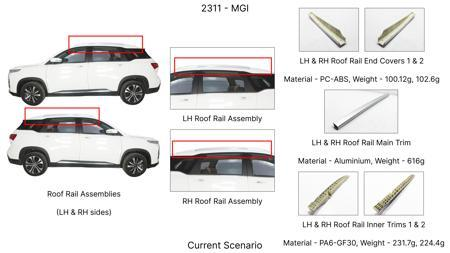 2311 - MGI
LH & RH Roof Rail End Covers 1 & 2
Material - PC-ABS, Weight - 100.12g, 102.6g
LH Roof Rail Assembly
LH & RH Roof Rail Main Trim
Material - Aluminium, Weight - 616g
Roof Rail Assemblies
(LH & RH sides)
RH Roof Rail Assembly
LH & RH Roof Rail Inner Trims 1 & 2
Material - PA6-GF30, Weight - 231.7g, 224.4g
Current Scenario